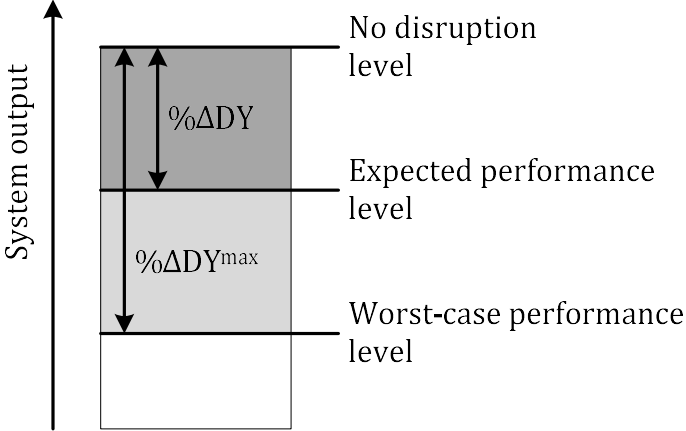 No disruption
level
%ΔDY
Expected performance
level
%ΔDYmax
Worst-case performance
level
System output